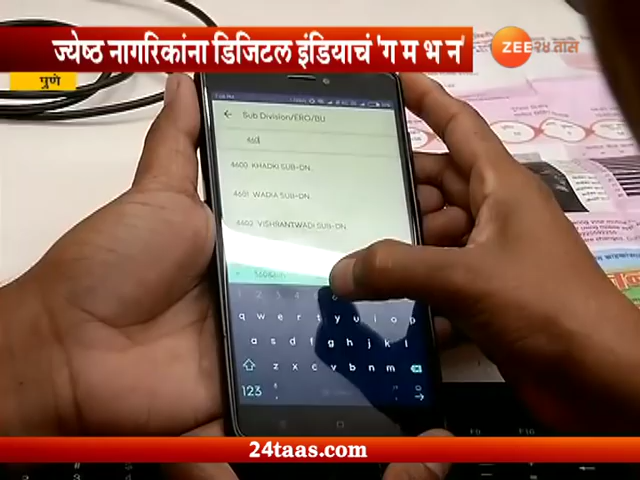 ज्येष्ठ नागरिकांना डिजिटल इंडियाचं 'ग म भ न'
ZEE २४ तास
पुणे
Sub Division/ERO/BU
460
4600 KHADKI SUB-DN.
4601 WADIA SUB-DN.
4602 VISHRANTWADI SUB-DN.
q w e r t y u i o p
a s d f g h j k l
z x c v b n m
123
24taas.com